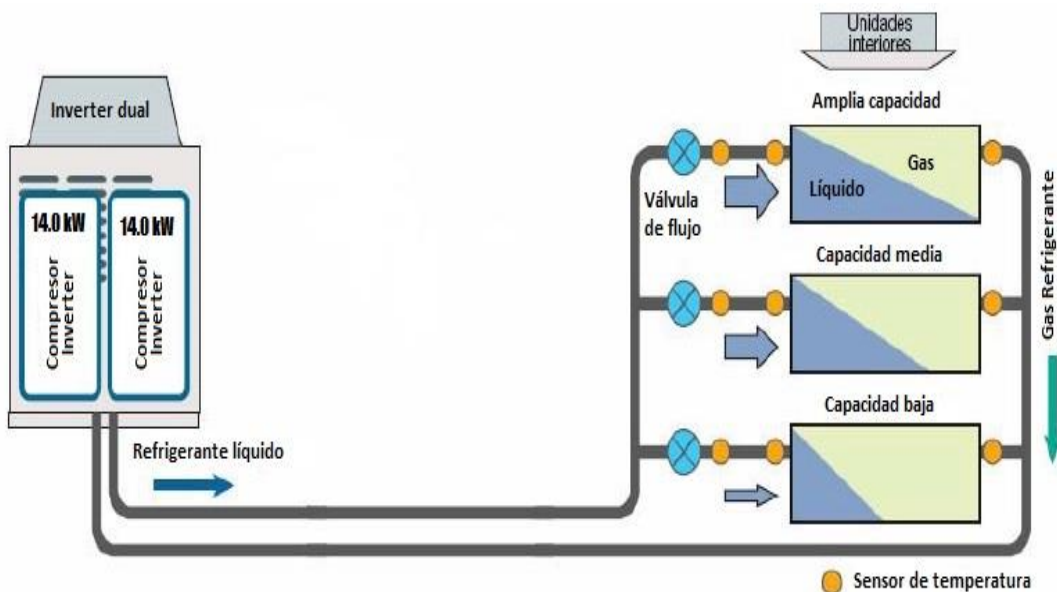 Unidades
interiores
Inverter dual
Amplia capacidad
Gas
Líquido
14.0 kW
14.0 kW
Compresor
Inverter
Compresor
Inverter
Válvula
de flujo
Capacidad media
Gas Refrigerante
Capacidad baja
Refrigerante líquido
Sensor de temperatura